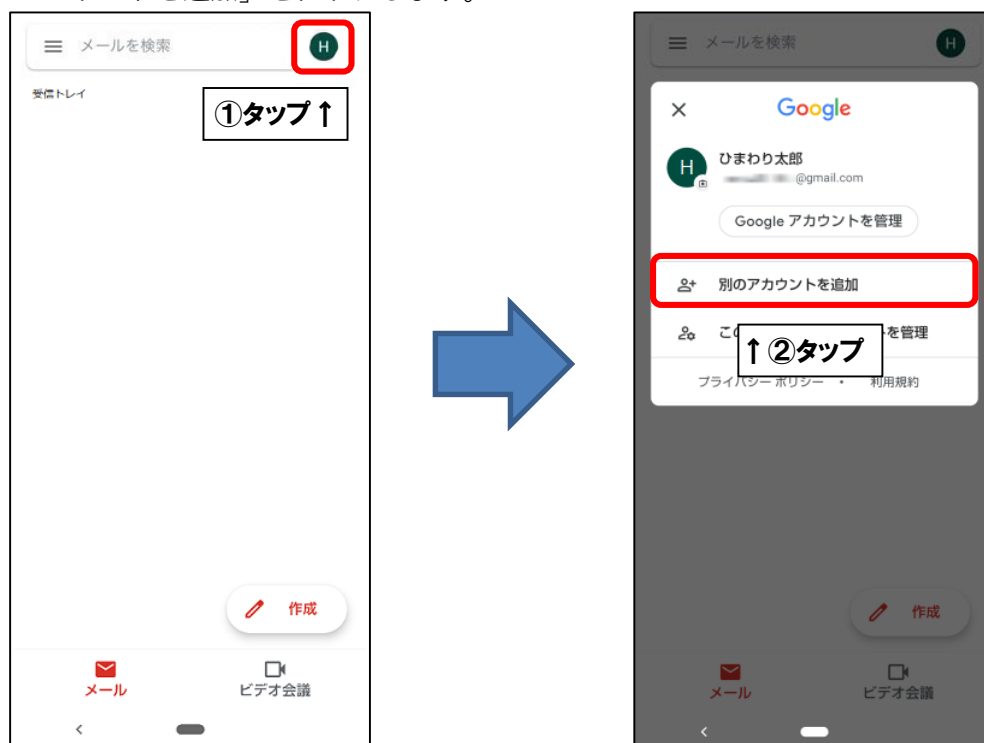 メールを検索
H
受信トレイ
①タップ↑
作成
メール
ビデオ会議
メールを検索
H
Google
H
ひまわり太郎
@gmail.com
Google アカウントを管理
別のアカウントを追加
こ
を管理
↑②タップ
プライバシー ポリシー ・ 利用規約
作成
メール
ビデオ会議